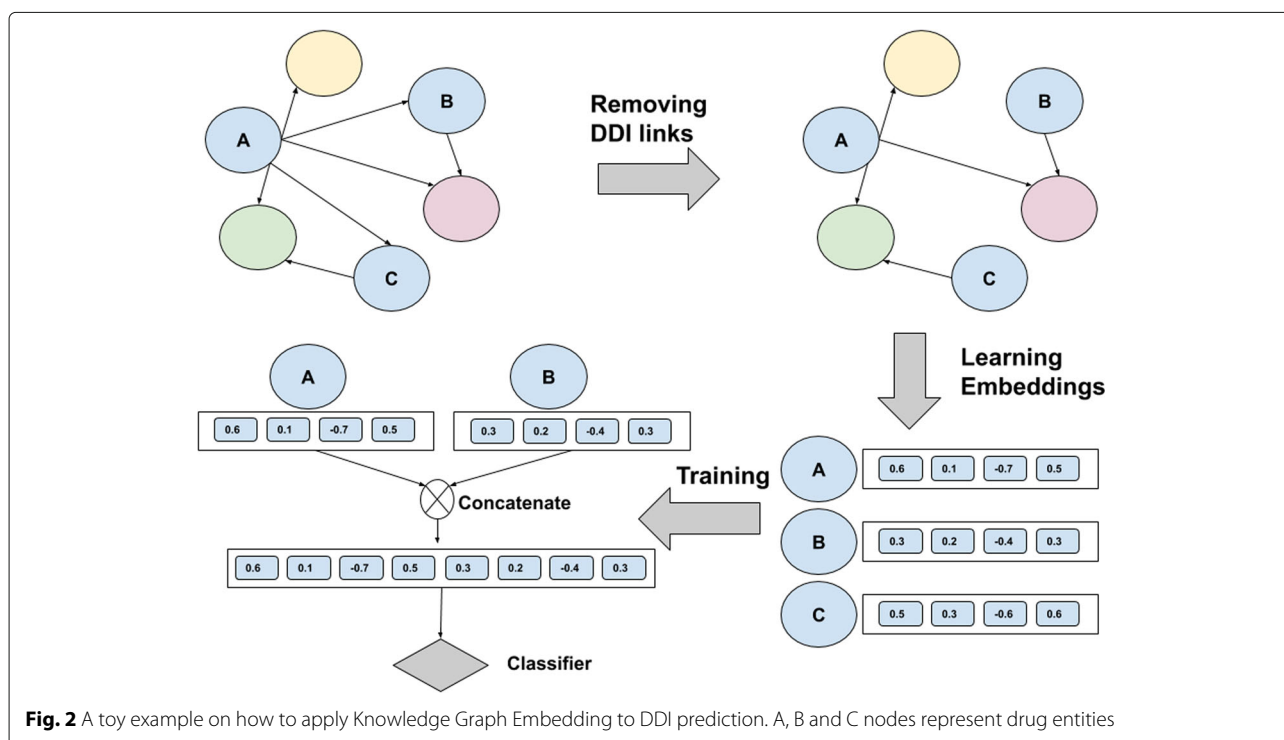 A
B
C
Removing
DDI links
A
B
C
Learning
Embeddings
A
0.6 0.1 -0.7 0.5
B
0.3 0.2 -0.4 0.3
C
0.5 0.3 -0.6 0.6
Training
A
B
0.6 0.1 -0.7 0.5
0.3 0.2 -0.4 0.3
Concatenate
0.6 0.1 -0.7 0.5 0.3 0.2 -0.4 0.3
Classifier
Fig. 2 A toy example on how to apply Knowledge Graph Embedding to DDI prediction. A, B and C nodes represent drug entities